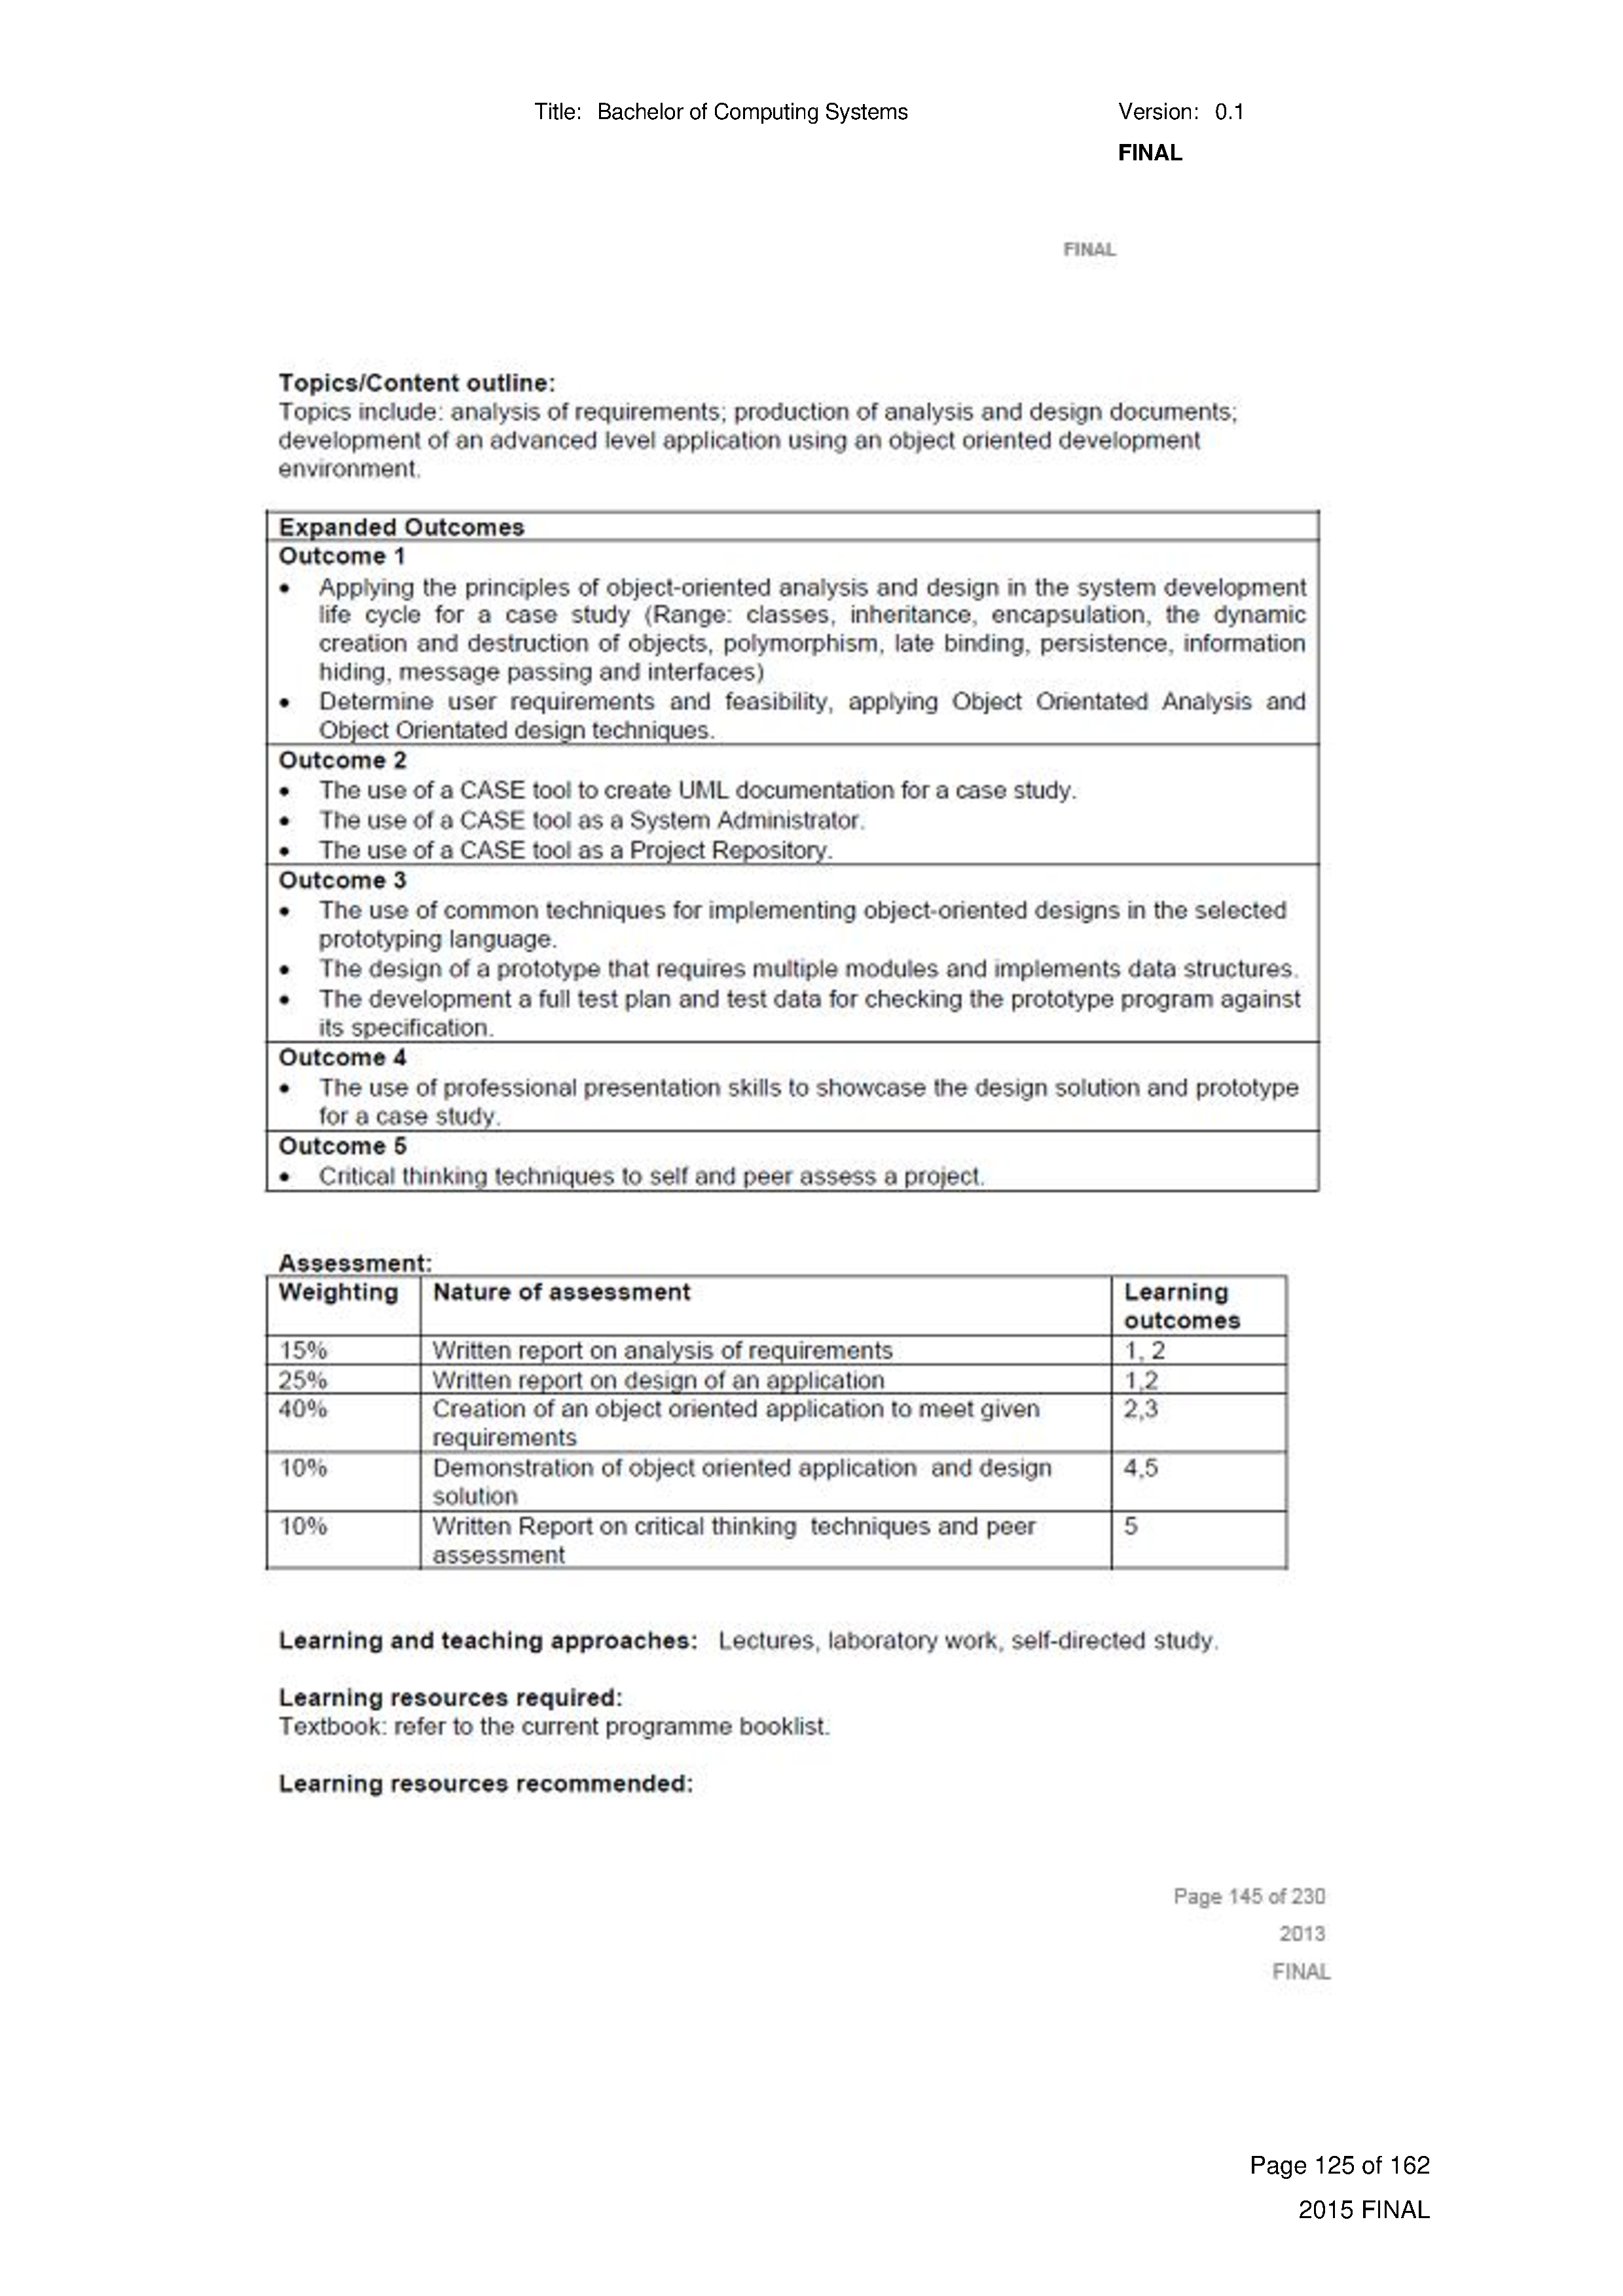 Title: Bachelor of Computing Systems Version: 0.1
FINAL
FINAL
Topics/Content outline:
Topics include: analysis of requirements; production of analysis and design documents;
development of an advanced level application using an object oriented development
environment.
Expanded Outcomes
Outcome 1
• Applying the principles of object-oriented analysis and design in the system development
life cycle for a case study (Range: classes, inheritance, encapsulation, the dynamic
creation and destruction of objects, polymorphism, late binding, persistence, information
hiding, message passing and interfaces)
• Determine user requirements and feasibility, applying Object Orientated Analysis and
Object Orientated design techniques.
Outcome 2
• The use of a CASE tool to create UML documentation for a case study.
• The use of a CASE tool as a System Administrator.
• The use of a CASE tool as a Project Repository.
Outcome 3
• The use of common techniques for implementing object-oriented designs in the selected
prototyping language.
• The design of a prototype that requires multiple modules and implements data structures.
• The development a full test plan and test data for checking the prototype program against
its specification.
Outcome 4
• The use of professional presentation skills to showcase the design solution and prototype
for a case study.
Outcome 5
• Critical thinking techniques to self and peer assess a project.
Assessment:
Weighting Nature of assessment Learning
outcomes
15% Written report on analysis of requirements 1, 2
25% Written report on design of an application 1,2
40% Creation of an object oriented application to meet given 2,3
requirements
10% Demonstration of object oriented application and design 4,5
solution
10% Written Report on critical thinking techniques and peer 5
assessment
Learning and teaching approaches: Lectures, laboratory work, self-directed study.
Learning resources required:
Textbook: refer to the current programme booklist.
Learning resources recommended:
Page 145 of 230
2013
FINAL
Page 125 of 162
2015 FINAL